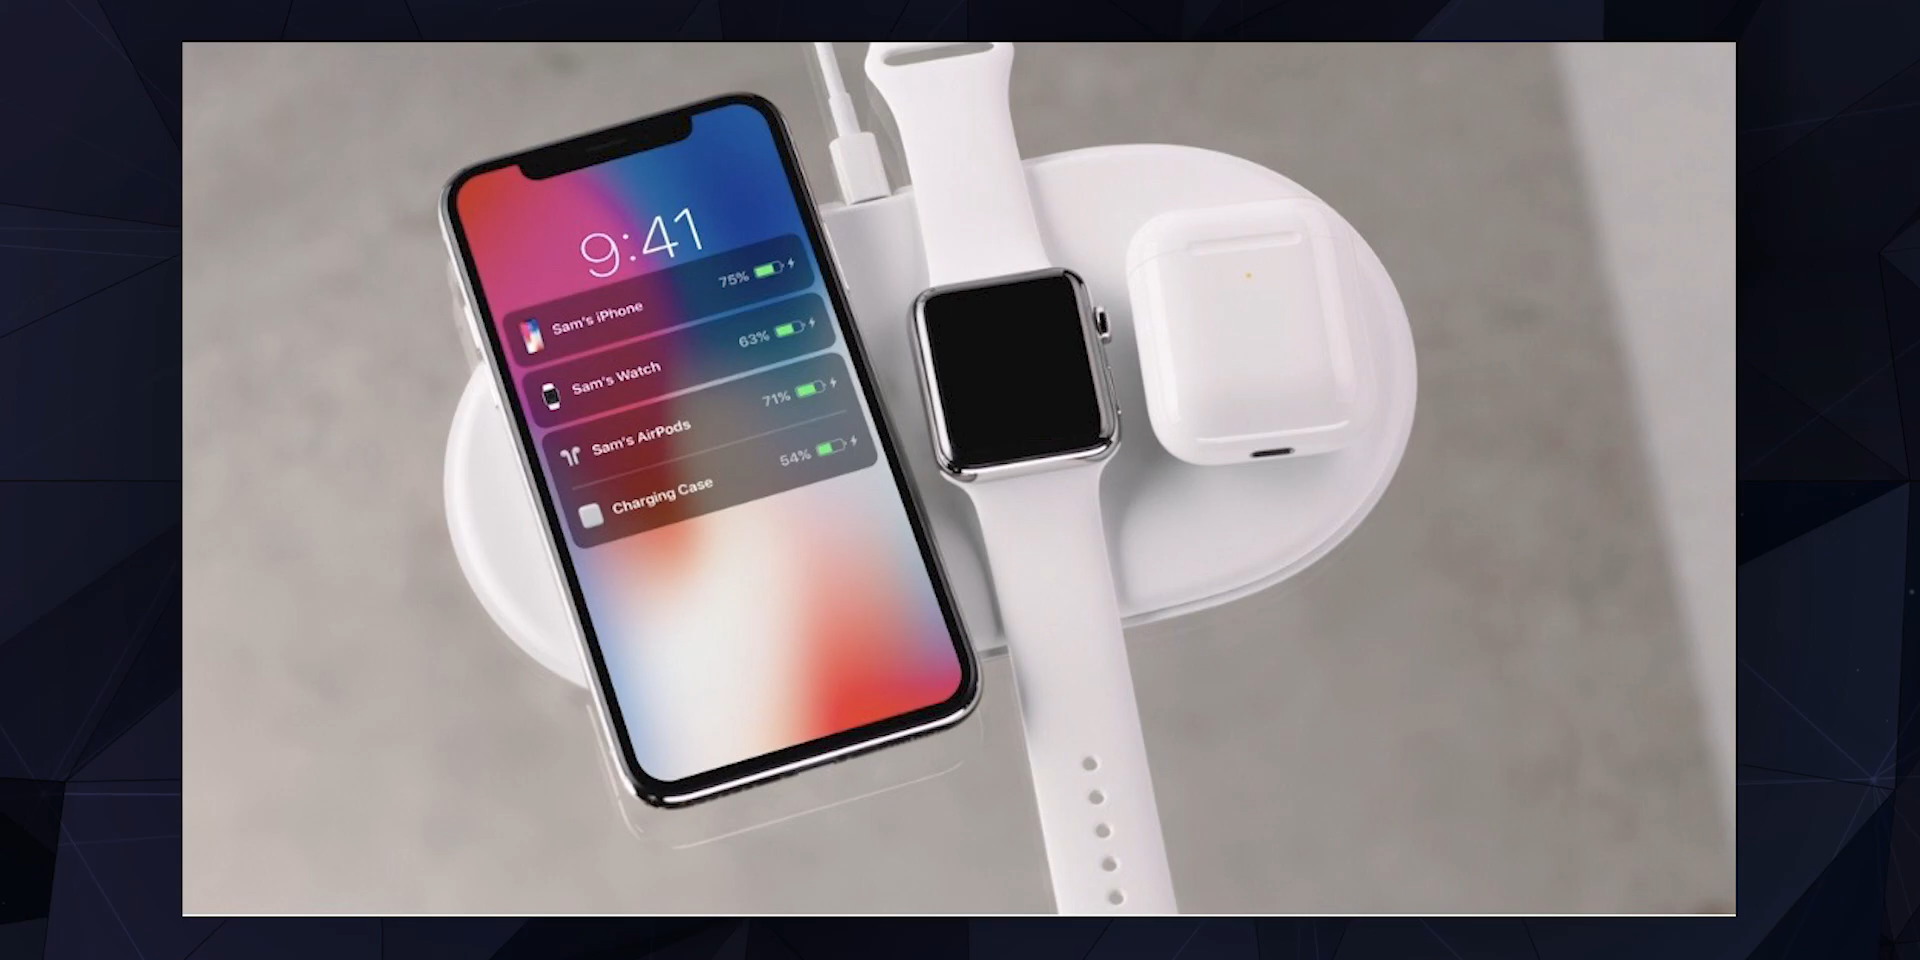 9:41
Sam's iPhone 75%
Sam's Watch 63%
Sam's AirPods 71%
Charging Case 54%